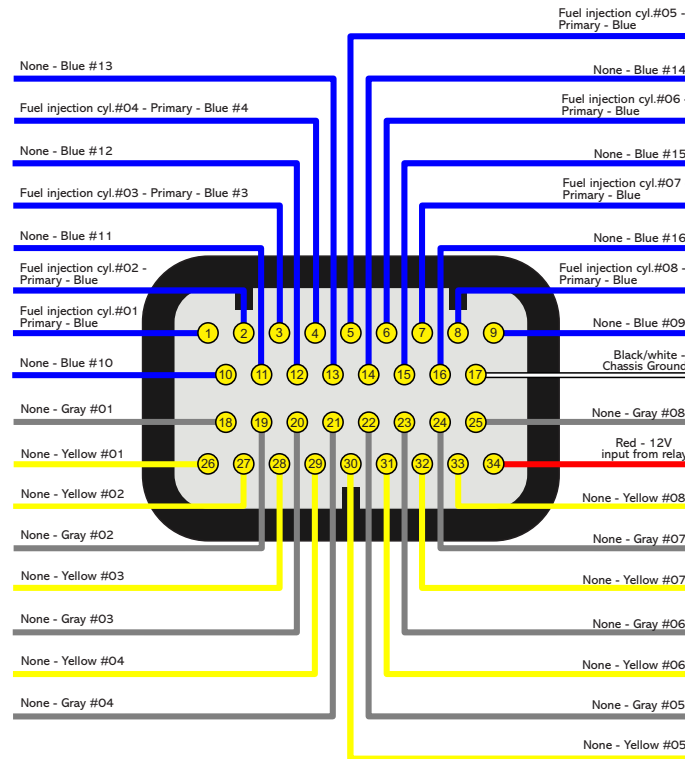 Fuel injection cyl.#05 -
Primary - Blue
None - Blue #13
None - Blue #14
Fuel injection cyl.#04 - Primary - Blue #4
Fuel injection cyl.#06 -
Primary - Blue
None - Blue #12
None - Blue #15
Fuel injection cyl.#03 - Primary - Blue #3
Fuel injection cyl.#07
Primary - Blue
None - Blue #11
None - Blue #16
Fuel injection cyl.#02 -
Primary - Blue
Fuel injection cyl.#08 -
Primary - Blue
Fuel injection cyl.#01
Primary - Blue
1 2 3 4 5 6 7 8 9
None - Blue #09
None - Blue #10
10 11 12 13 14 15 16 17
Black/white -
Chassis Ground
None - Gray #01
18 19 20 21 22 23 24 25
None - Gray #08
None - Yellow #01
26 27 28 29 30 31 32 33 34
Red - 12V
input from relay
None - Yellow #02
None - Yellow #08
None - Gray #02
None - Gray #07
None - Yellow #03
None - Yellow #07
None - Gray #03
None - Gray #06
None - Yellow #04
None - Yellow #06
None - Gray #04
None - Gray #05
None - Yellow #05